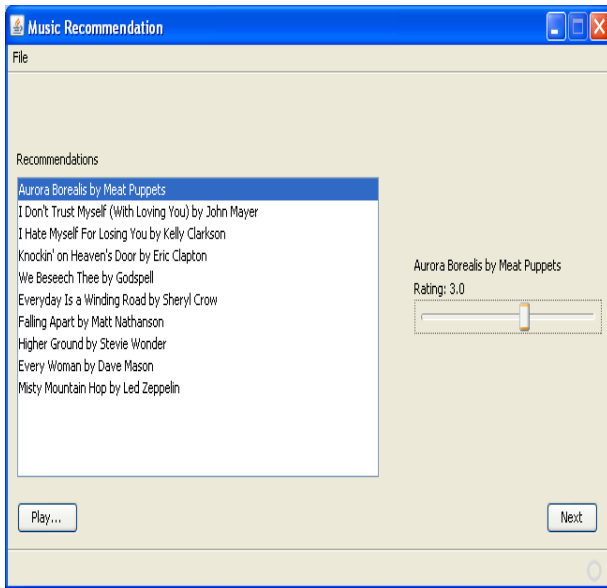 Music Recommendation
File
Recommendations
Aurora Borealis by Meat Puppets
I Don't Trust Myself (With Loving You) by John Mayer
I Hate Myself For Losing You by Kelly Clarkson
Knockin' on Heaven's Door by Eric Clapton
We Beseech Thee by Godspell
Everyday Is a Winding Road by Sheryl Crow
Falling Apart by Matt Nathanson
Higher Ground by Stevie Wonder
Every Woman by Dave Mason
Misty Mountain Hop by Led Zeppelin
Aurora Borealis by Meat Puppets
Rating: 3.0
Play...
Next